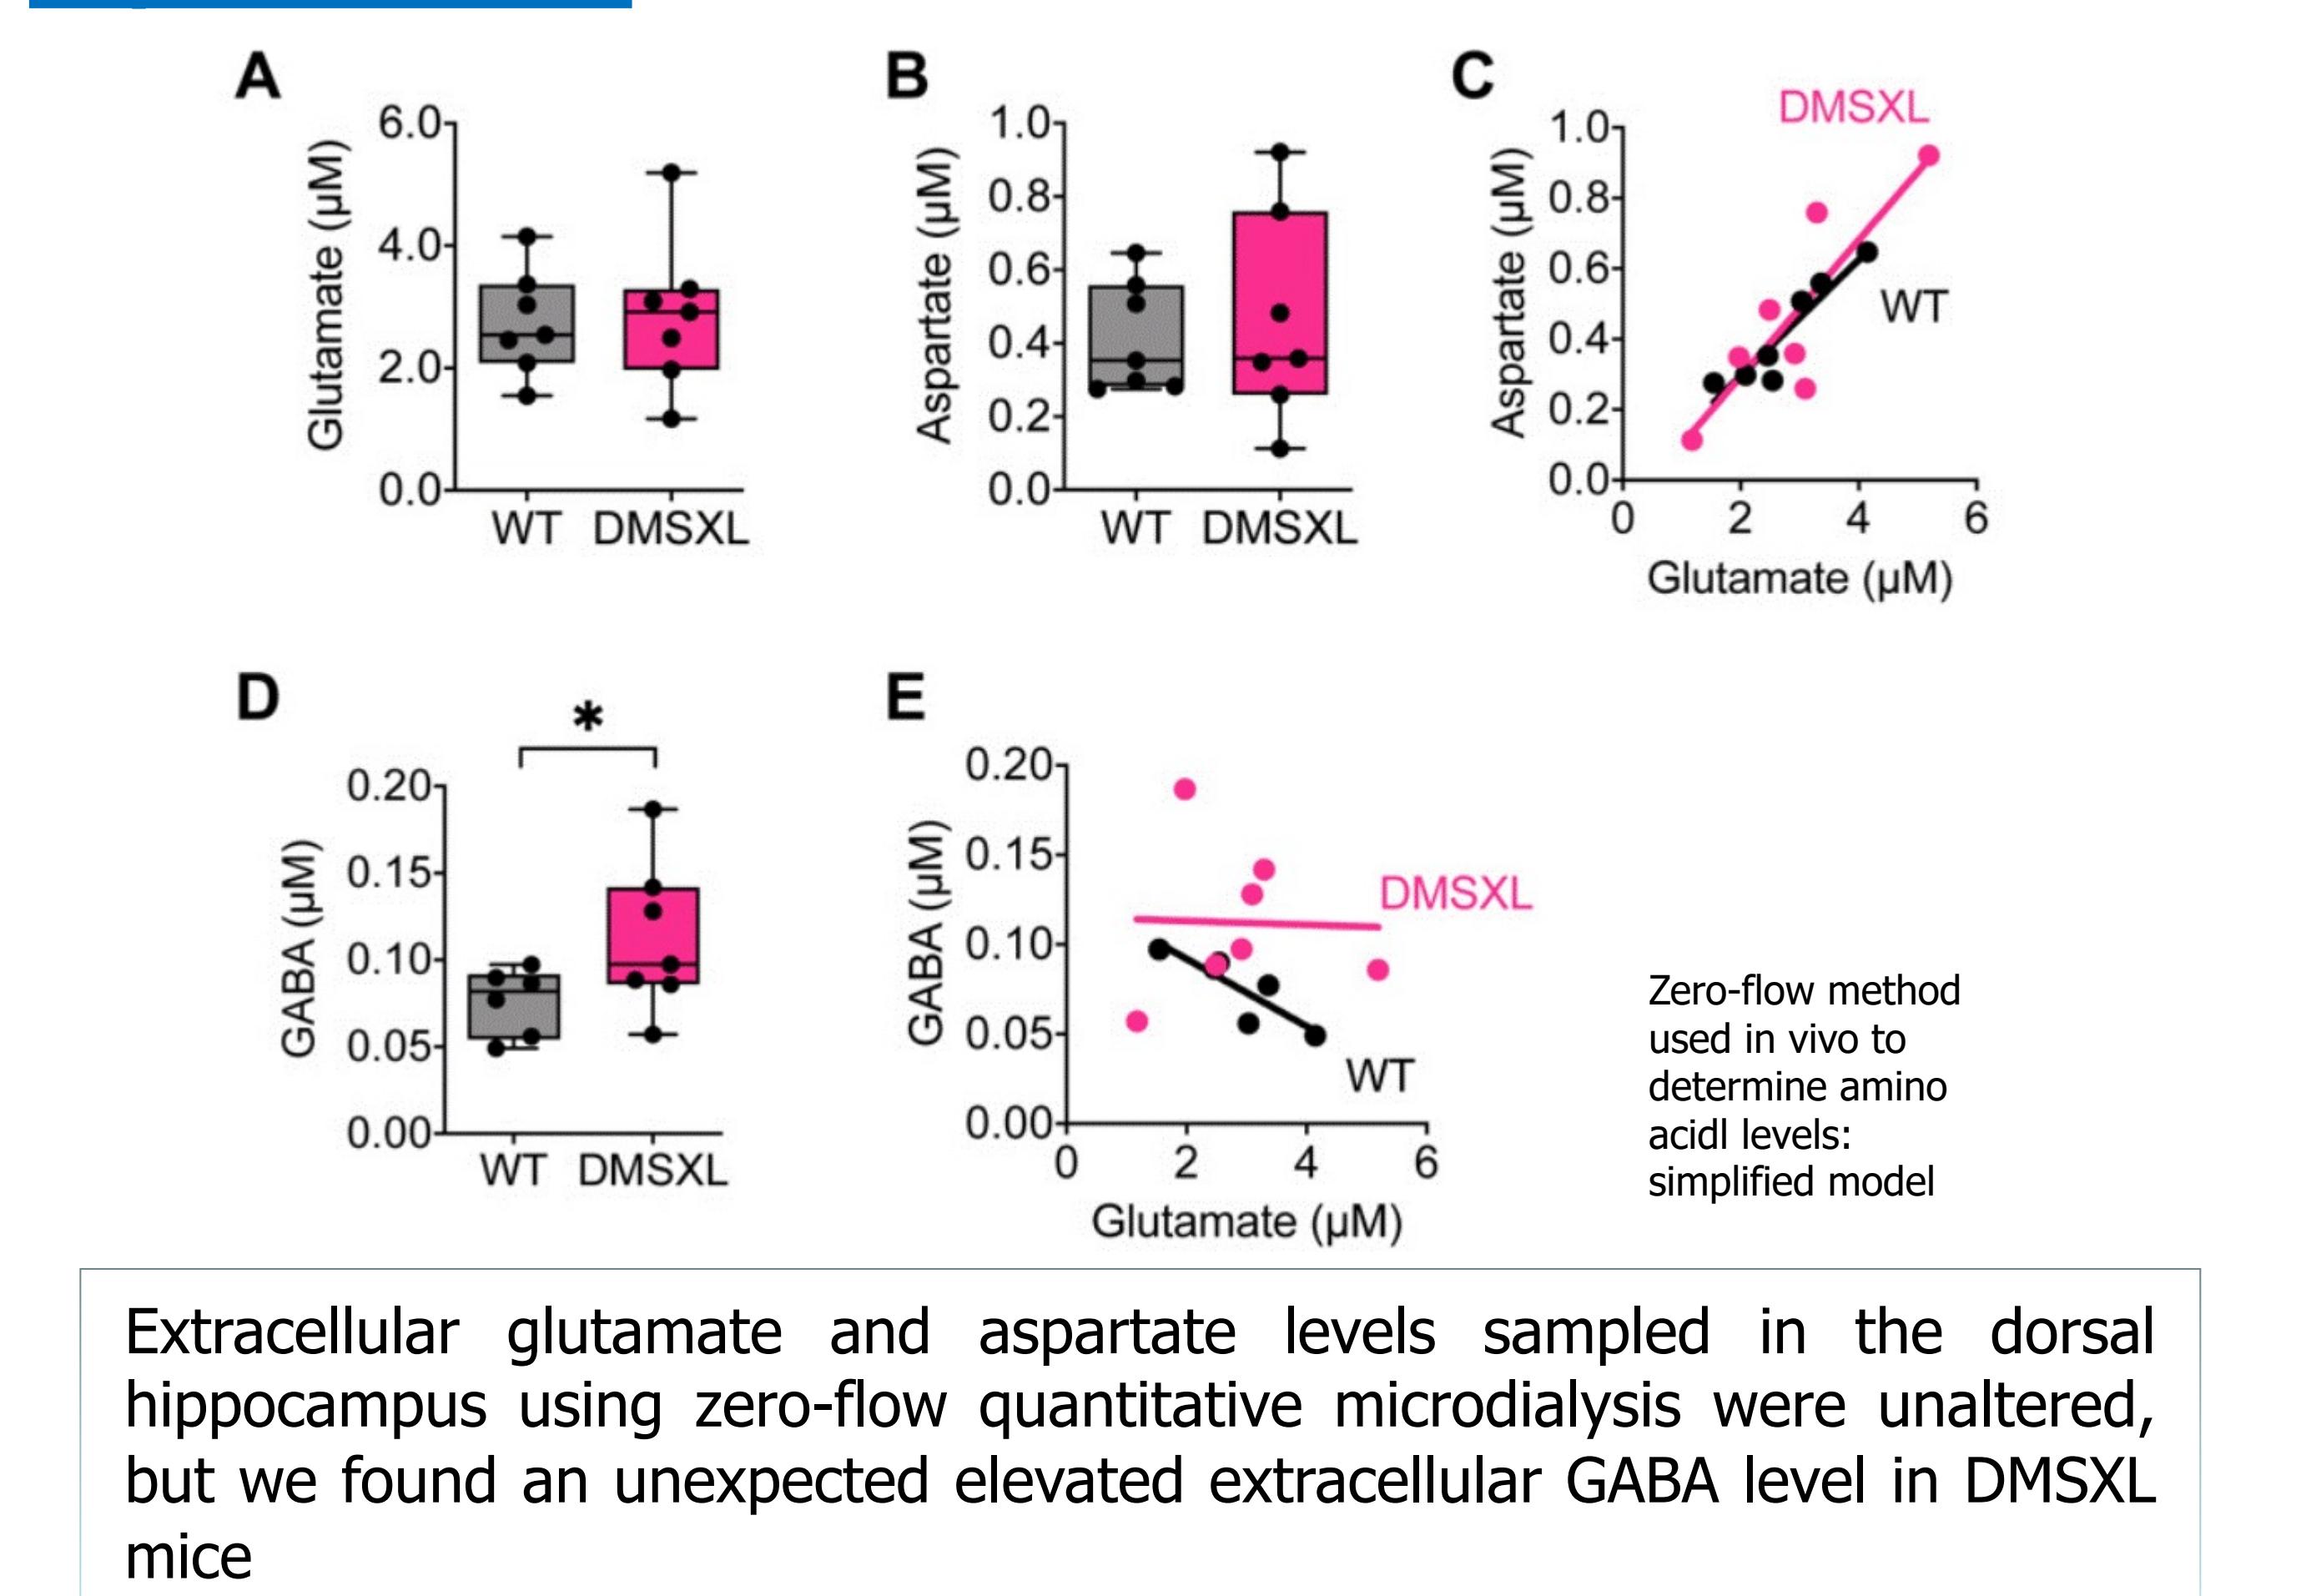 A
Glutamate (µM)
6.0
4.0
2.0
0.0
WT DMSXL
B
Aspartate (µM)
1.0
0.8
0.6
0.4
0.2
0.0
WT DMSXL
C
DMSXL
Aspartate (µM)
1.0
0.8
0.6
0.4
0.2
0.0
WT
0 2 4 6
Glutamate (µM)
D
*
GABA (µM)
0.20
0.15
0.10
0.05
0.00
WT DMSXL
E
GABA (µM)
0.20
0.15
0.10
0.05
0.00
DMSXL
WT
0 2 4 6
Glutamate (µM)
Zero-flow method
used in vivo to
determine amino
acidl levels:
simplified model
Extracellular glutamate and aspartate levels sampled in the dorsal
hippocampus using zero-flow quantitative microdialysis were unaltered,
but we found an unexpected elevated extracellular GABA level in DMSXL
mice